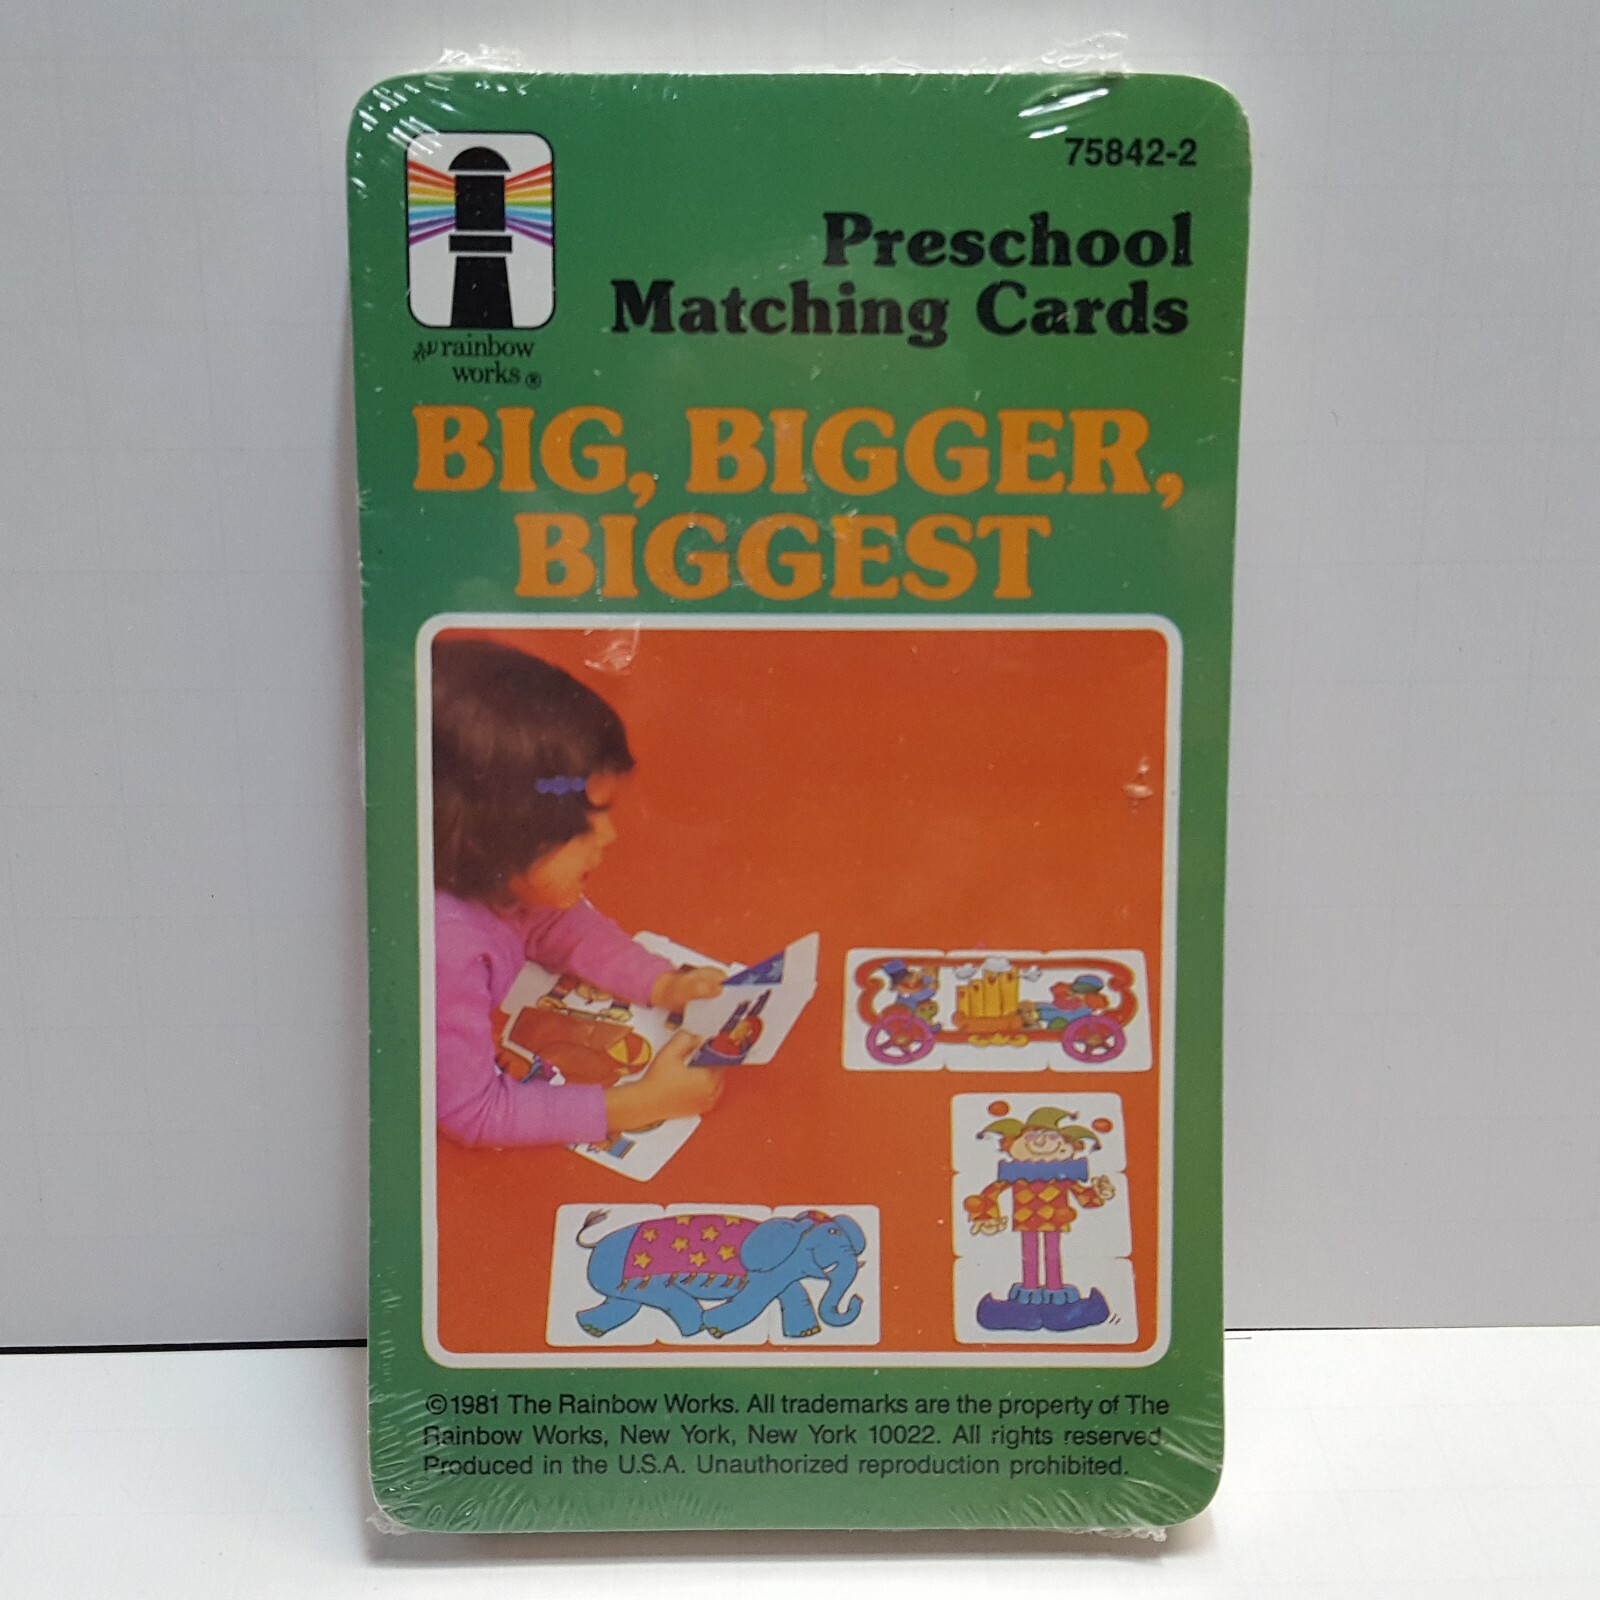 75842-2
Preschool
Matching Cards
the rainbow
works®
BIG, BIGGER,
BIGGEST
©1981 The Rainbow Works. All trademarks are the property of The
Rainbow Works, New York, New York 10022. All rights reserved.
Produced in the U.S.A. Unauthorized reproduction prohibited.